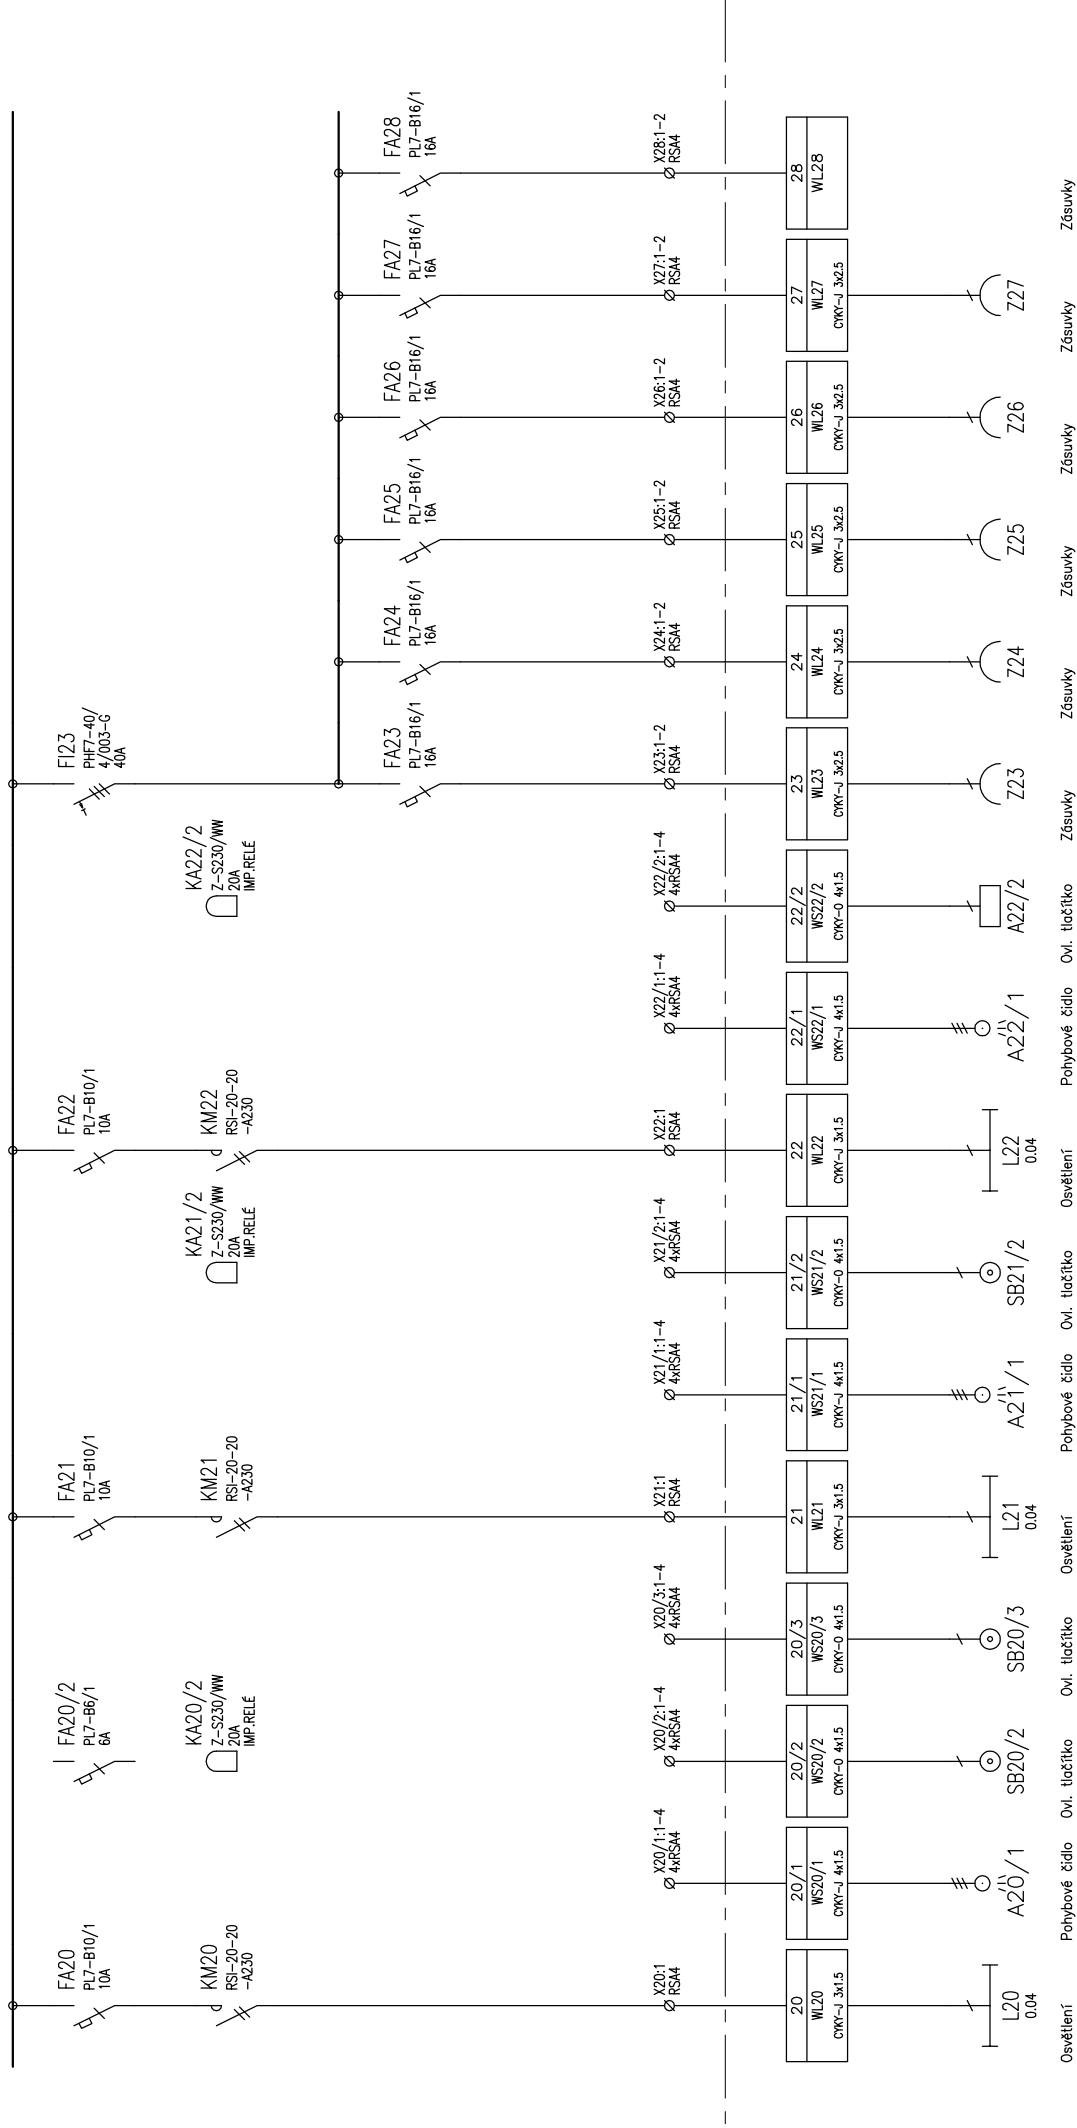 FA20
PL7-B10/1
10A
KM20
RSI-20-20
-A230
X20:1
RSA4
20
WL20
CYKY-J 3x1.5
L20
0.04
Osvětlení
X20/1:1-4
4xRSA4
20/1
WS20/1
CYKY-J 4x1.5
A20/1
Pohybové čidlo
FA20/2
PL7-B6/1
6A
KA20/2
Z-S230/WW
20A
IMP.RELÉ
X20/2:1-4
4xRSA4
20/2
WS20/2
CYKY-O 4x1.5
SB20/2
Ovl. tlačítko
X20/3:1-4
4xRSA4
20/3
WS20/3
CYKY-O 4x1.5
SB20/3
Ovl. tlačítko
FA21
PL7-B10/1
10A
KM21
RSI-20-20
-A230
X21:1
RSA4
21
WL21
CYKY-J 3x1.5
L21
0.04
Osvětlení
X21/1:1-4
4xRSA4
21/1
WS21/1
CYKY-J 4x1.5
A21/1
Pohybové čidlo
KA21/2
Z-S230/WW
20A
IMP.RELÉ
X21/2:1-4
4xRSA4
21/2
WS21/2
CYKY-O 4x1.5
SB21/2
Ovl. tlačítko
FA22
PL7-B10/1
10A
KM22
RSI-20-20
-A230
X22:1
RSA4
22
WL22
CYKY-J 3x1.5
L22
0.04
Osvětlení
X22/1:1-4
4xRSA4
22/1
WS22/1
CYKY-J 4x1.5
A22/1
Pohybové čidlo
KA22/2
Z-S230/WW
20A
IMP.RELÉ
X22/2:1-4
4xRSA4
22/2
WS22/2
CYKY-O 4x1.5
A22/2
Ovl. tlačítko
FI23
PHF7-40/
4/003-G
40A
FA23
PL7-B16/1
16A
X23:1-2
RSA4
23
WL23
CYKY-J 3x2.5
Z23
Zásuvky
FA24
PL7-B16/1
16A
X24:1-2
RSA4
24
WL24
CYKY-J 3x2.5
Z24
Zásuvky
FA25
PL7-B16/1
16A
X25:1-2
RSA4
25
WL25
CYKY-J 3x2.5
Z25
Zásuvky
FA26
PL7-B16/1
16A
X26:1-2
RSA4
26
WL26
CYKY-J 3x2.5
Z26
Zásuvky
FA27
PL7-B16/1
16A
X27:1-2
RSA4
27
WL27
CYKY-J 3x2.5
Z27
Zásuvky
FA28
PL7-B16/1
16A
X28:1-2
RSA4
28
WL28
Zásuvky